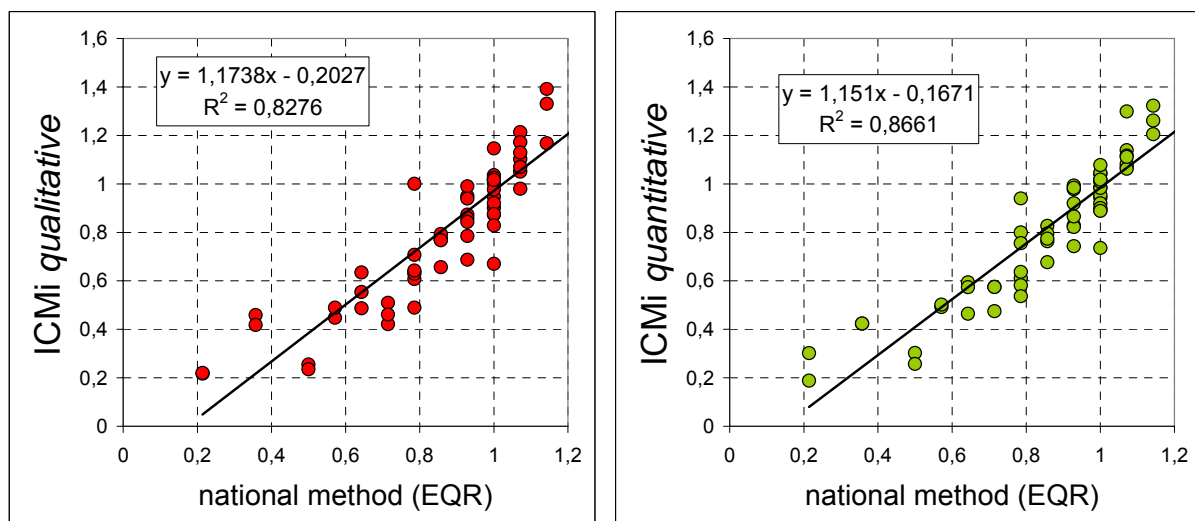 ICMi qualitative
1,6
1,4
1,2
1
0,8
0,6
0,4
0,2
0
y = 1,1738x - 0,2027
R² = 0,8276
0 0,2 0,4 0,6 0,8 1 1,2
national method (EQR)
ICMi quantitative
1,6
1,4
1,2
1
0,8
0,6
0,4
0,2
0
y = 1,151x - 0,1671
R² = 0,8661
0 0,2 0,4 0,6 0,8 1 1,2
national method (EQR)